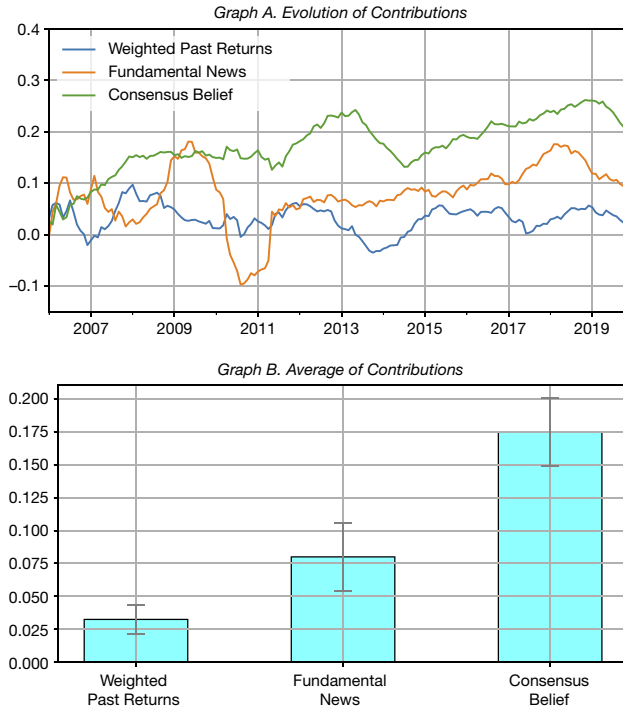 Graph A. Evolution of Contributions
0.4
0.3
0.2
0.1
0.0
−0.1
Weighted Past Returns
Fundamental News
Consensus Belief
2007 2009 2011 2013 2015 2017 2019
Graph B. Average of Contributions
0.200
0.175
0.150
0.125
0.100
0.075
0.050
0.025
0.000
Weighted Past Returns
Fundamental News
Consensus Belief